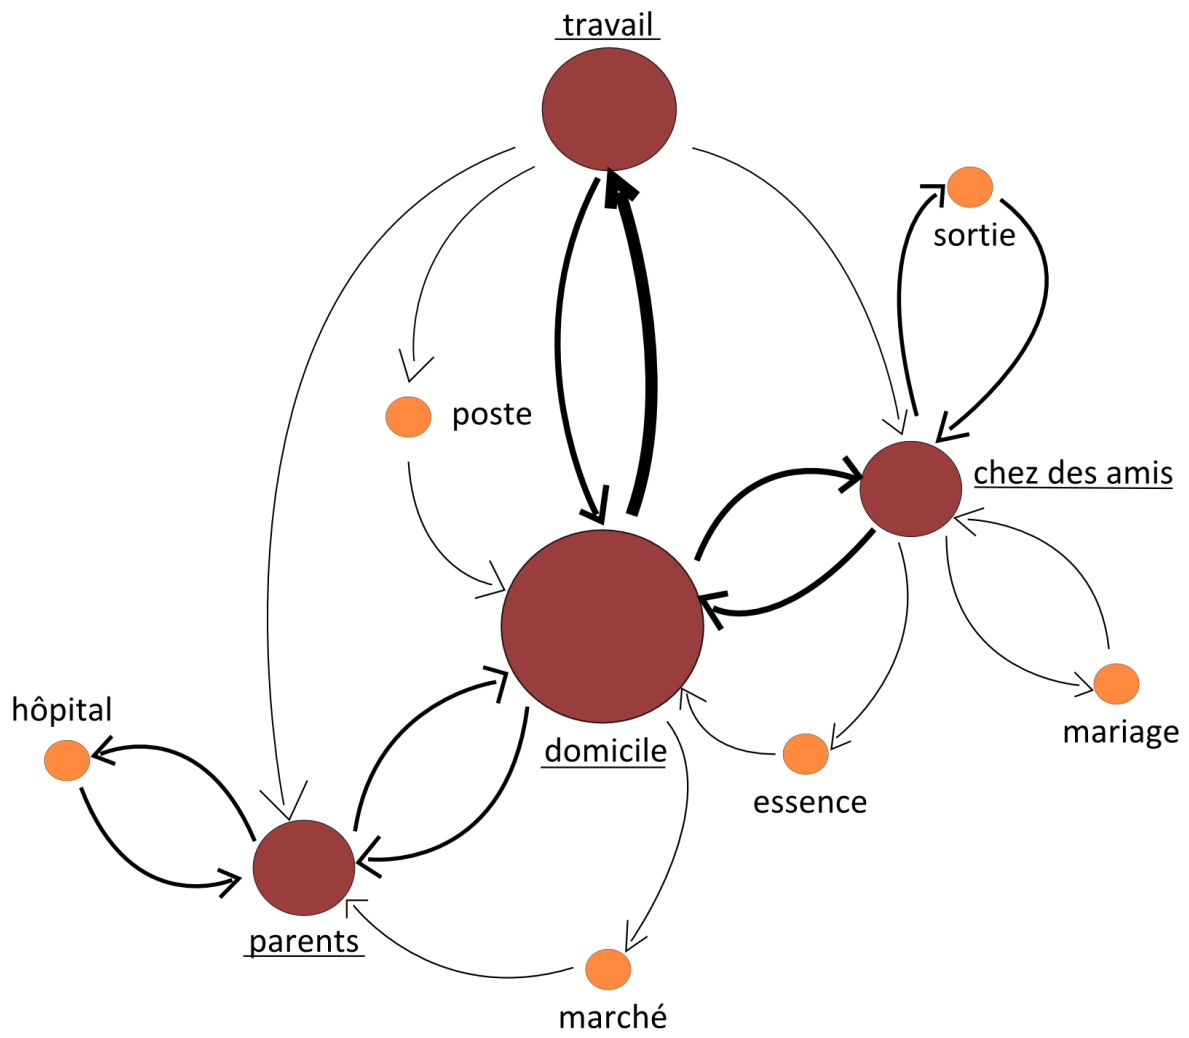 travail
sortie
poste
chez des amis
hôpital
mariage
domicile
essence
parents
marché